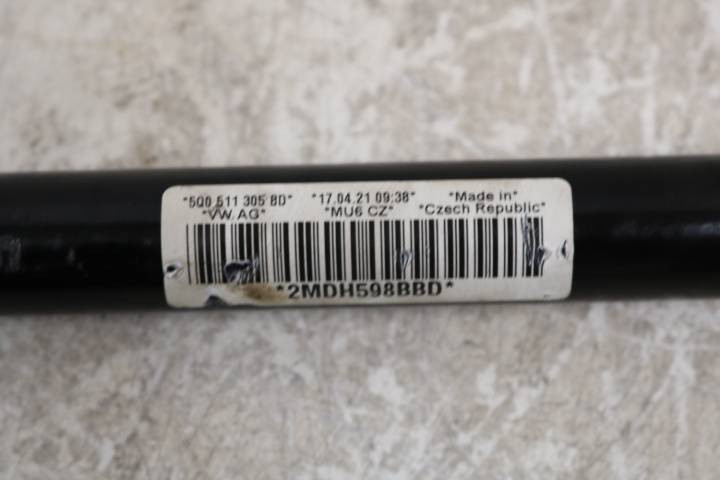 *5Q0 511 305 BD* *17.04.21 09:38* *Made in*
*VW AG* *MU6 CZ* *Czech Republic*
*2MDH598BBD*